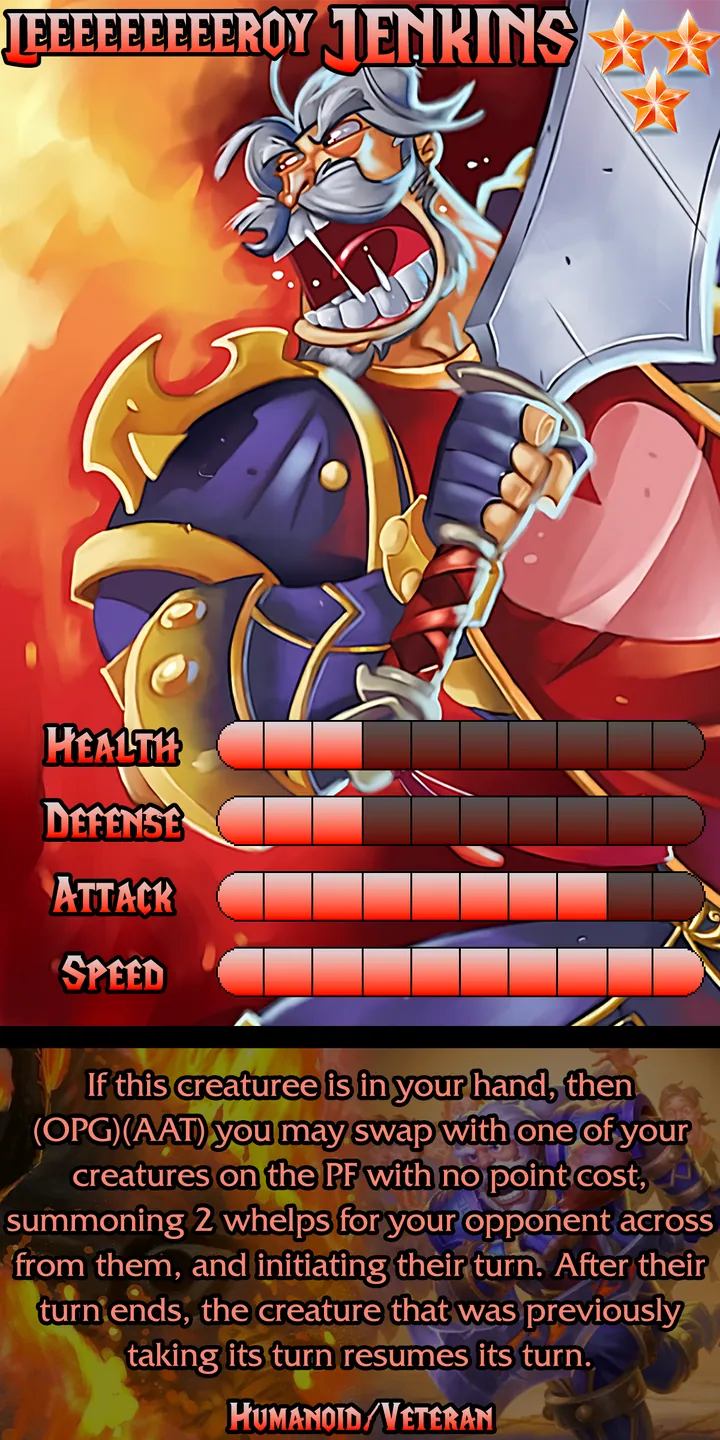 LEEEEEEEEEROY JENKINS
HEALTH
DEFENSE
ATTACK
SPEED
If this creaturee is in your hand, then
(OPG)(AAT) you may swap with one of your
creatures on the PF with no point cost,
summoning 2 whelps for your opponent across
from them, and initiating their turn. After their
turn ends, the creature that was previously
taking its turn resumes its turn.
HUMANOID/VETERAN